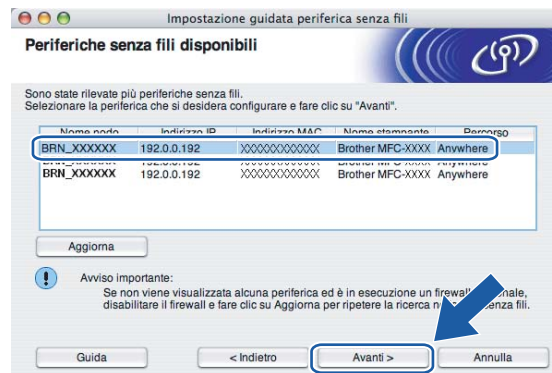 Impostazione guidata periferica senza fili
Periferiche senza fili disponibili
Sono state rilevate più periferiche senza fili.
Selezionare la periferica che si desidera configurare e fare clic su "Avanti".
Nome nodo Indirizzo IP Indirizzo MAC Nome stampante Percorso
BRN_XXXXXX 192.0.0.192 XXXXXXXXXXXX Brother MFC-XXXX Anywhere
BRN_XXXXXX 192.0.0.192 XXXXXXXXXXXX Brother MFC-XXXX Anywhere
Aggiorna
Avviso importante:
Se non viene visualizzata alcuna periferica ed è in esecuzione un
disabilitare il firewall e fare clic su Aggiorna per ripetere la ricerca senza fili.
Guida < Indietro Avanti > Annulla